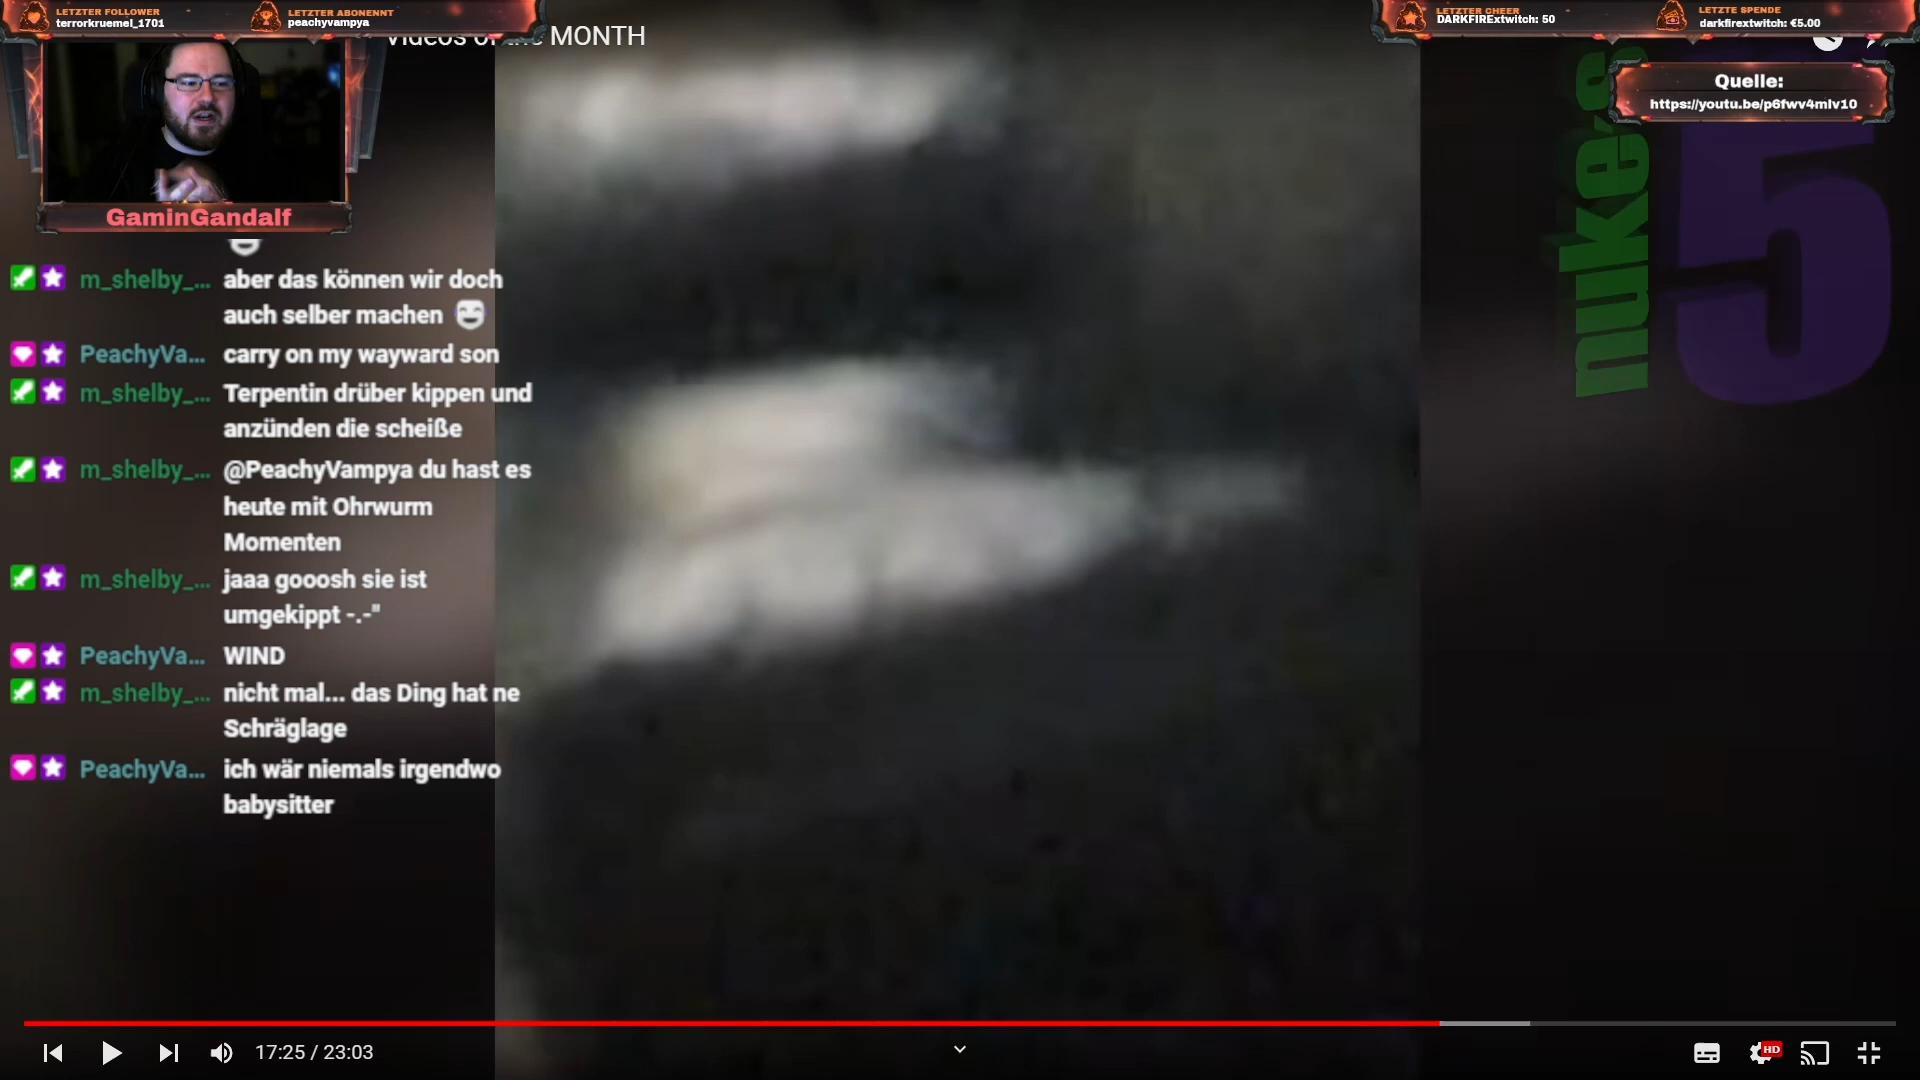 LETZTER FOLLOWER
terrorkruemel_1701
LETZTER ABONENNT
peachyvampya
LETZTER CHEER
DARKFIRExtwitch: 50
LETZTE SPENDE
darkfirextwitch: €5.00
Videos of the MONTH
Quelle:
https://youtu.be/p6fwv4mlv10
nuke's
5
GaminGandalf
m_shelby_... aber das können wir doch
auch selber machen
PeachyVa... carry on my wayward son
m_shelby_... Terpentin drüber kippen und
anzünden die scheiße
m_shelby_... @PeachyVampya du hast es
heute mit Ohrwurm
Momenten
m_shelby_... jaaa gooosh sie ist
umgekippt -.-"
PeachyVa... WIND
m_shelby_... nicht mal... das Ding hat ne
Schräglage
PeachyVa... ich wär niemals irgendwo
babysitter
17:25 / 23:03
HD